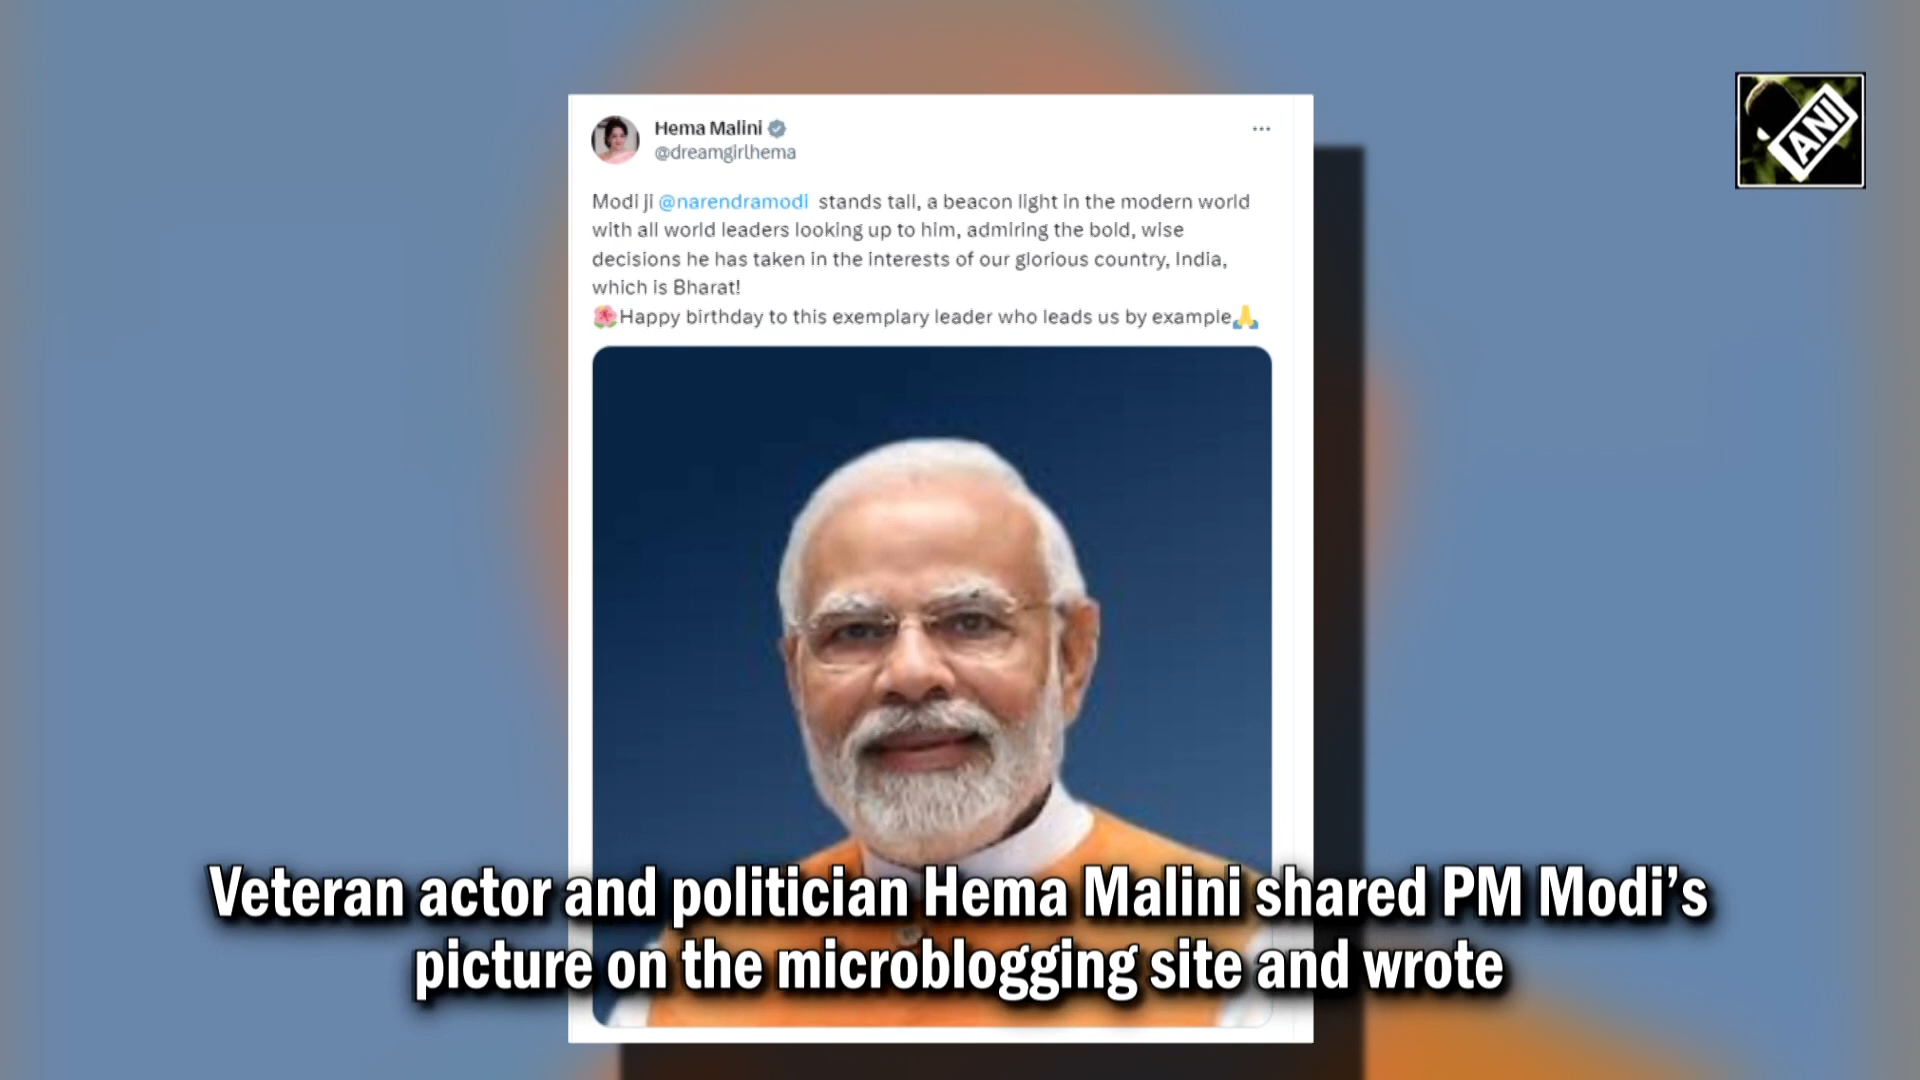 Hema Malini
@dreamgirlhema
Modi ji @narendramodi stands tall, a beacon light in the modern world
with all world leaders looking up to him, admiring the bold, wise
decisions he has taken in the interests of our glorious country, India,
which is Bharat!
🌺Happy birthday to this exemplary leader who leads us by example🙏
ANI
Veteran actor and politician Hema Malini shared PM Modi’s
picture on the microblogging site and wrote